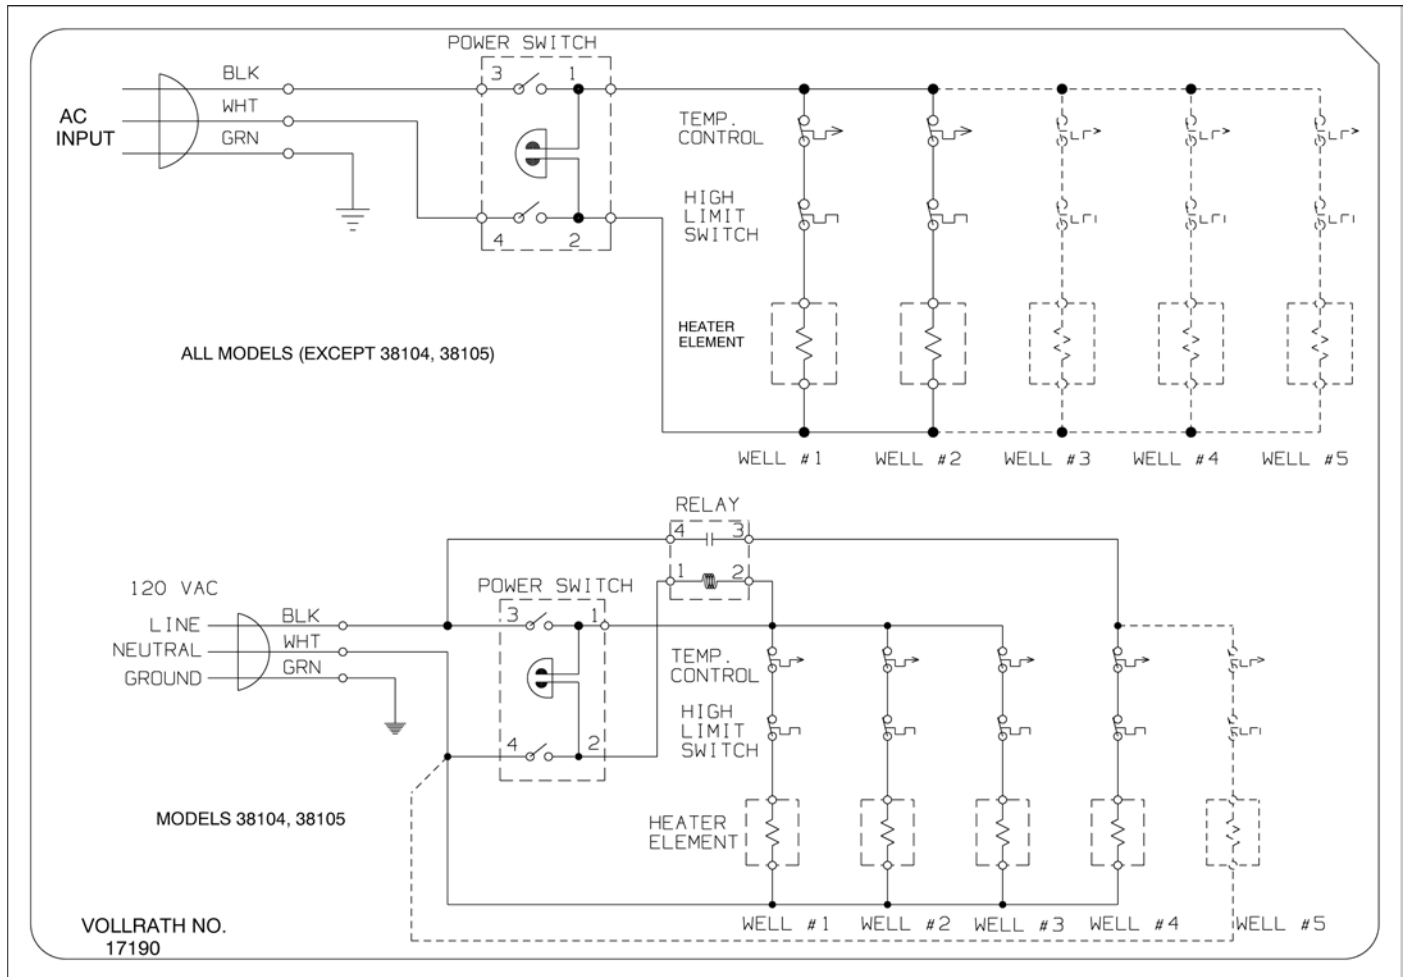 POWER SWITCH
BLK
3
1
AC
INPUT
WHT
GRN
TEMP.
CONTROL
HIGH
LIMIT
SWITCH
4
2
HEATER
ELEMENT
ALL MODELS (EXCEPT 38104, 38105)
WELL #1
WELL #2
WELL #3
WELL #4
WELL #5
RELAY
4
3
1
2
120 VAC
POWER SWITCH
LINE
BLK
3
1
NEUTRAL
WHT
GROUND
GRN
TEMP.
CONTROL
HIGH
LIMIT
SWITCH
4
2
MODELS 38104, 38105
HEATER
ELEMENT
WELL #1
WELL #2
WELL #3
WELL #4
WELL #5
VOLLRATH NO.
17190